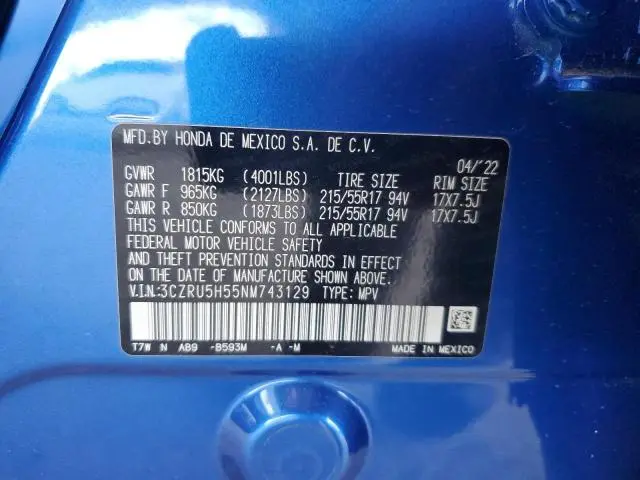 MFD.BY HONDA DE MEXICO S.A. DE C.V.
04/'22
GVWR 1815KG (4001LBS) TIRE SIZE RIM SIZE
GAWR F 965KG (2127LBS) 215/55R17 94V 17X7.5J
GAWR R 850KG (1873LBS) 215/55R17 94V 17X7.5J
THIS VEHICLE CONFORMS TO ALL APPLICABLE
FEDERAL MOTOR VEHICLE SAFETY
AND THEFT PREVENTION STANDARDS IN EFFECT
ON THE DATE OF MANUFACTURE SHOWN ABOVE.
V.I.N:3CZRU5H55NM743129 TYPE:MPV
T7W N AB9 -B593M -A -M MADE IN MEXICO